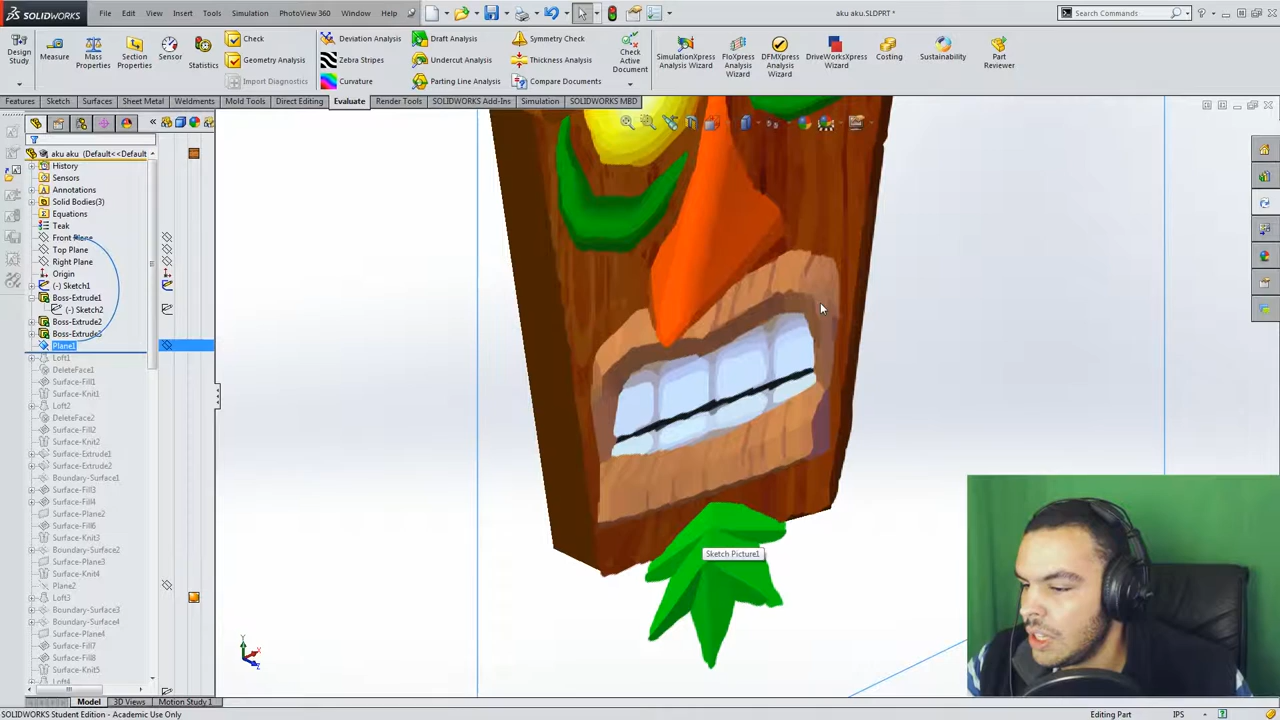 SOLIDWORKS File Edit View Insert Tools Simulation PhotoView 360 Window Help aku aku.SLDPRT * Search Commands
Design Study Measure Mass Properties Section Properties Sensor Statistics
Check Deviation Analysis Draft Analysis Symmetry Check
Geometry Analysis Zebra Stripes Undercut Analysis Thickness Analysis
Import Diagnostics Curvature Parting Line Analysis Compare Documents
Check Active Document SimulationXpress Analysis Wizard FloXpress Analysis Wizard DFMXpress Analysis Wizard DriveWorksXpress Wizard Costing Sustainability Part Reviewer
Features Sketch Surfaces Sheet Metal Weldments Mold Tools Direct Editing Evaluate Render Tools SOLIDWORKS Add-Ins Simulation SOLIDWORKS MBD
aku aku (Default<<Default
History
Sensors
Annotations
Solid Bodies(3)
Equations
Teak
Front Plane
Top Plane
Right Plane
Origin
(-) Sketch1
Boss-Extrude1
(-) Sketch2
Boss-Extrude2
Boss-Extrude3
Plane1
Loft1
DeleteFace1
Surface-Fill1
Surface-Knit1
Loft2
DeleteFace2
Surface-Fill2
Surface-Knit2
Surface-Extrude1
Surface-Extrude2
Boundary-Surface1
Surface-Fill3
Surface-Fill4
Surface-Plane2
Surface-Fill6
Surface-Knit3
Boundary-Surface2
Surface-Plane3
Surface-Knit4
Plane2
Loft3
Boundary-Surface3
Boundary-Surface4
Surface-Plane4
Surface-Fill7
Surface-Fill8
Surface-Knit5
Loft4
Sketch Picture1
Model 3D Views Motion Study 1
SOLIDWORKS Student Edition - Academic Use Only Editing Part IPS